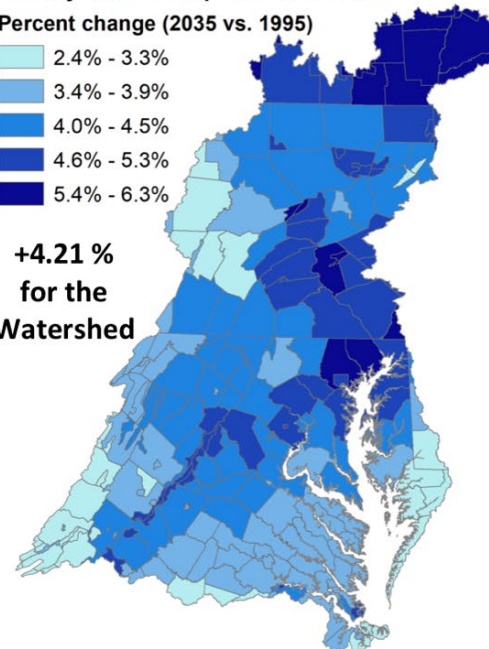 Percent change (2035 vs. 1995)
2.4% - 3.3%
3.4% - 3.9%
4.0% - 4.5%
4.6% - 5.3%
5.4% - 6.3%
+4.21 %
for the
Watershed